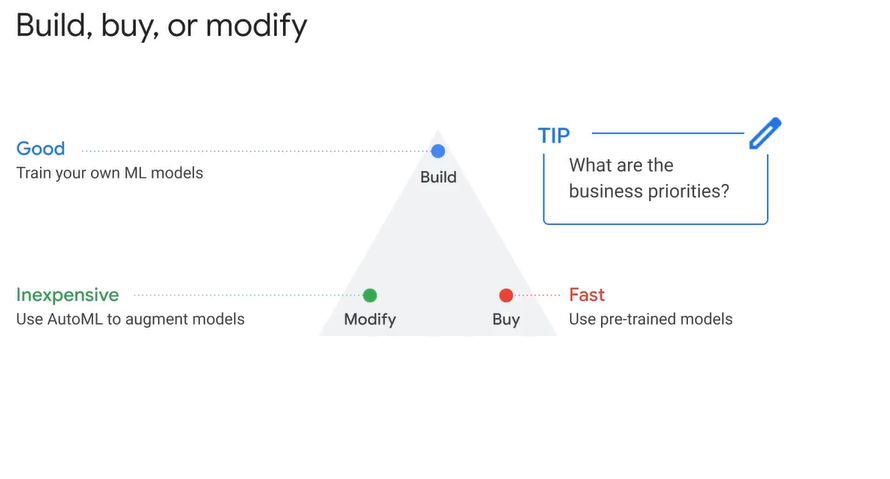 Build, buy, or modify
Good
Train your own ML models
Build
TIP
What are the
business priorities?
Inexpensive
Use AutoML to augment models
Modify
Buy
Fast
Use pre-trained models